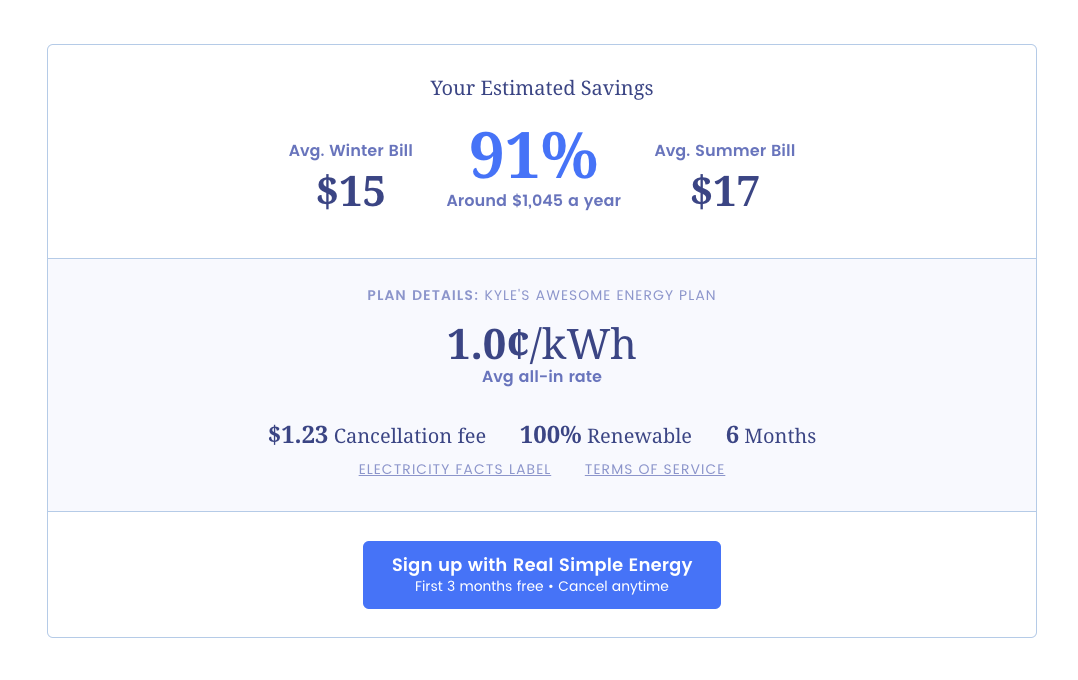 Your Estimated Savings
Avg. Winter Bill
$15
91%
Around $1,045 a year
Avg. Summer Bill
$17
PLAN DETAILS: KYLE'S AWESOME ENERGY PLAN
1.0¢/kWh
Avg all-in rate
$1.23 Cancellation fee 100% Renewable 6 Months
ELECTRICITY FACTS LABEL TERMS OF SERVICE
Sign up with Real Simple Energy
First 3 months free • Cancel anytime